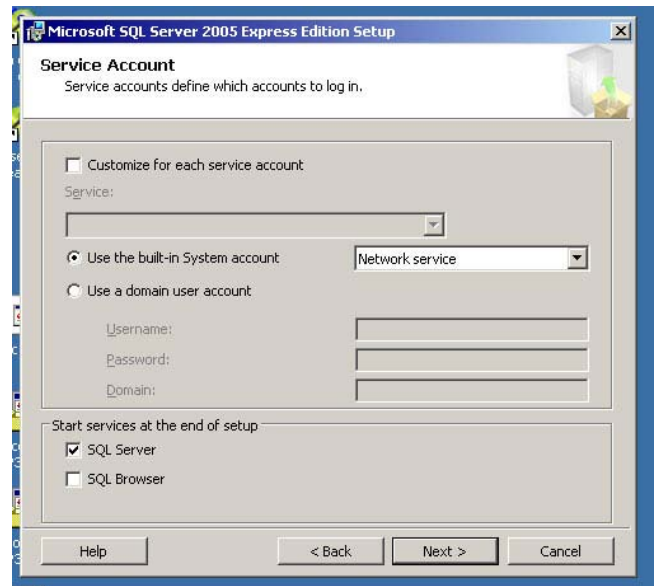 Microsoft SQL Server 2005 Express Edition Setup
Service Account
Service accounts define which accounts to log in.
Customize for each service account
Service:
Use the built-in System account
Network service
Use a domain user account
Username:
Password:
Domain:
Start services at the end of setup
SQL Server
SQL Browser
Help
< Back
Next >
Cancel